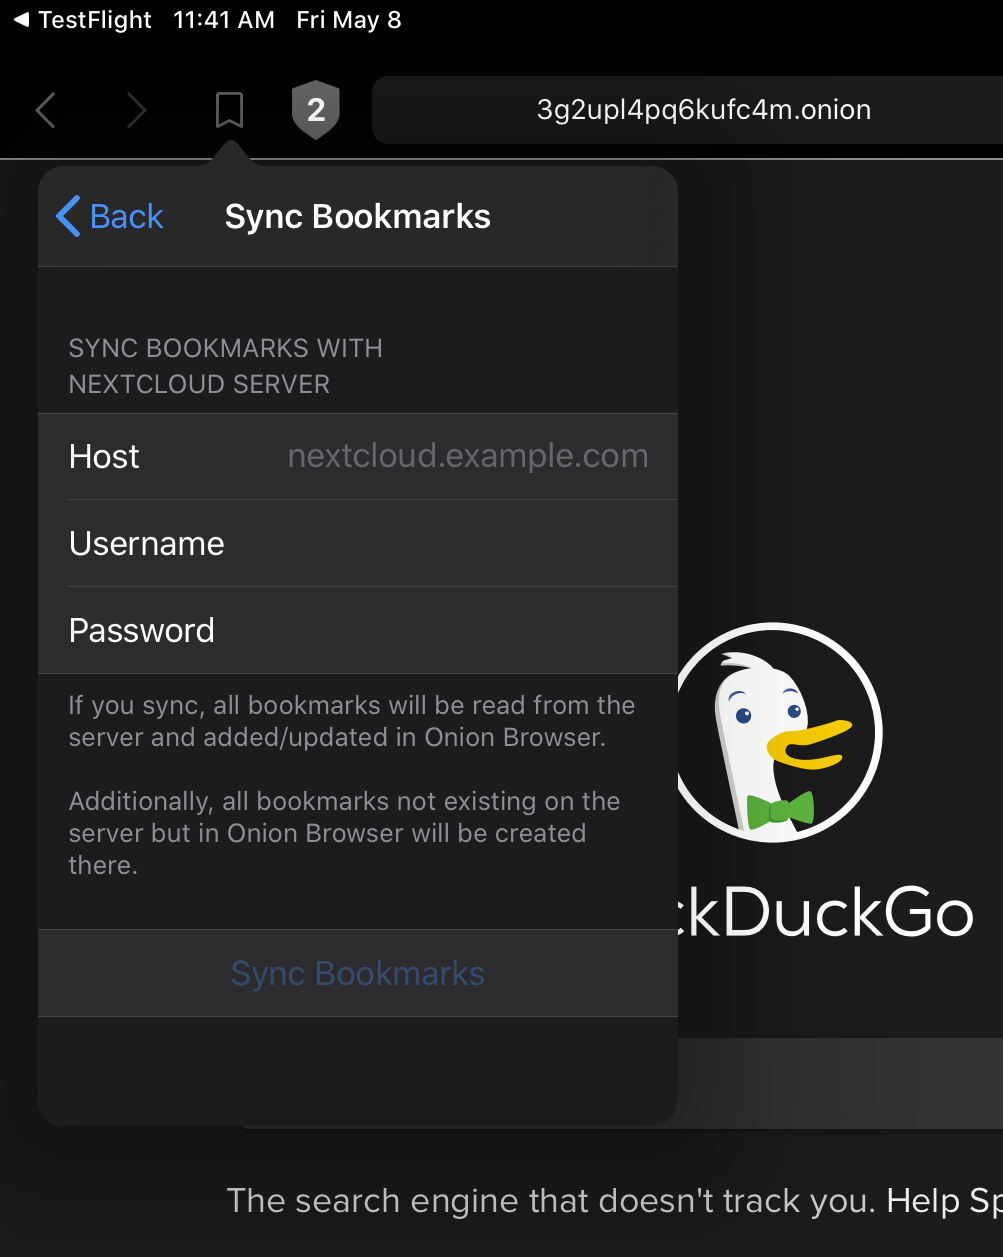 TestFlight 11:41 AM Fri May 8
2
3g2upl4pq6kufc4m.onion
Back
Sync Bookmarks
SYNC BOOKMARKS WITH
NEXTCLOUD SERVER
Host nextcloud.example.com
Username
Password
If you sync, all bookmarks will be read from the
server and added/updated in Onion Browser.
Additionally, all bookmarks not existing on the
server but in Onion Browser will be created
there.
ckDuckGo
Sync Bookmarks
The search engine that doesn't track you. Help Sp